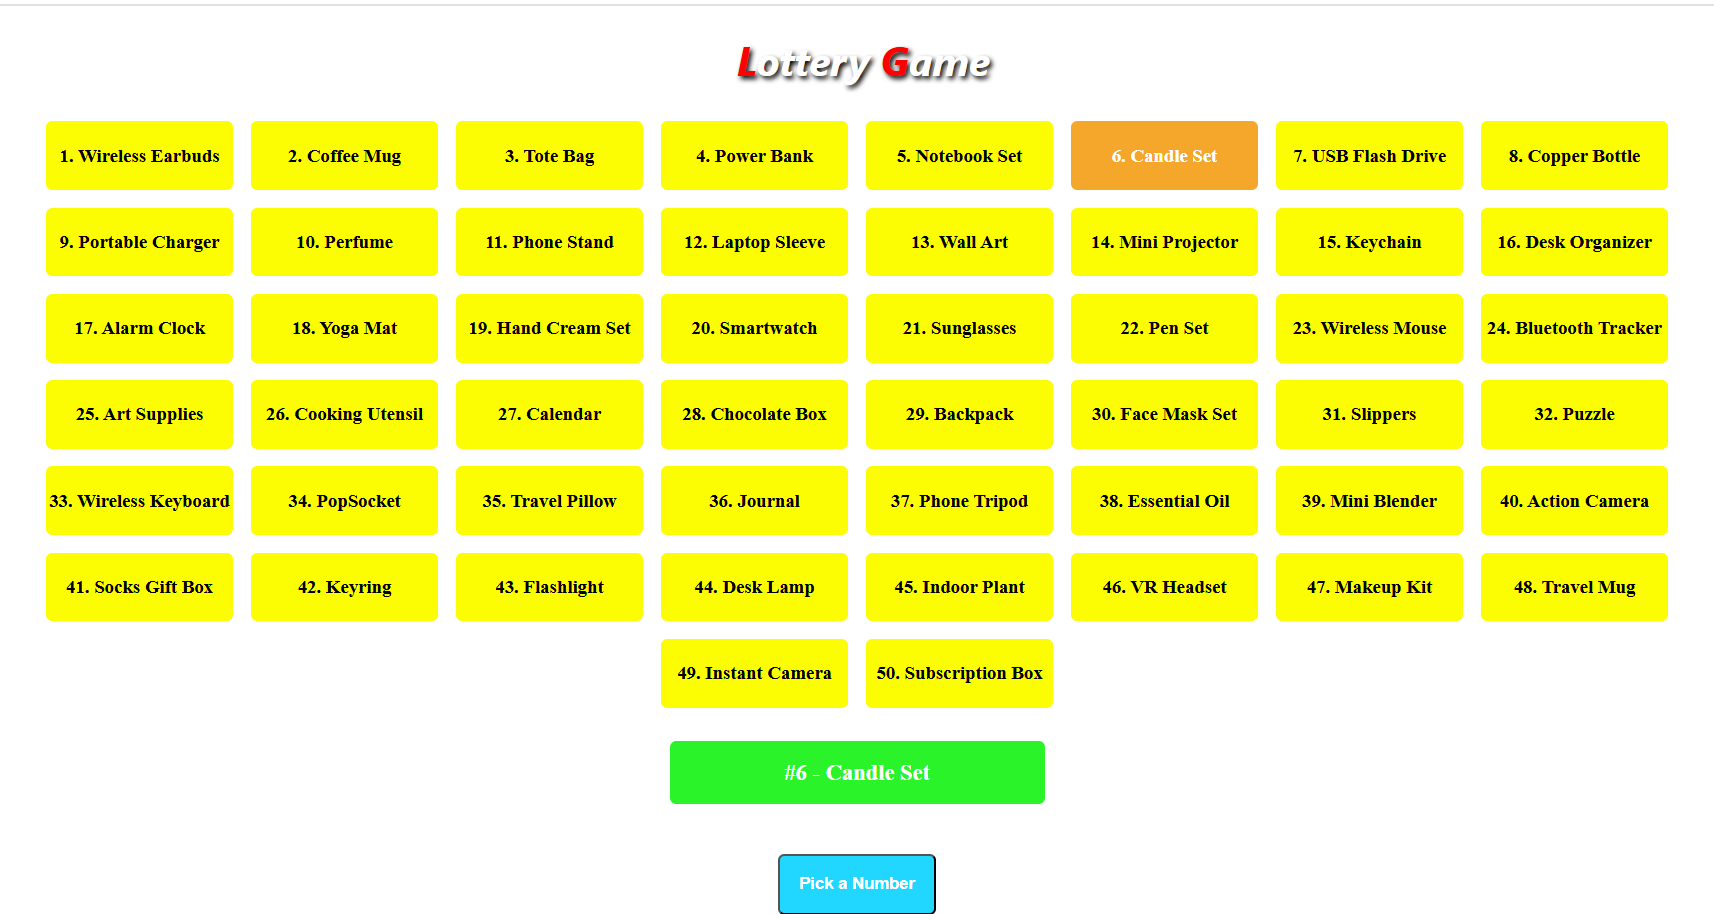 Lottery Game
1. Wireless Earbuds 2. Coffee Mug 3. Tote Bag 4. Power Bank 5. Notebook Set 6. Candle Set 7. USB Flash Drive 8. Copper Bottle
9. Portable Charger 10. Perfume 11. Phone Stand 12. Laptop Sleeve 13. Wall Art 14. Mini Projector 15. Keychain 16. Desk Organizer
17. Alarm Clock 18. Yoga Mat 19. Hand Cream Set 20. Smartwatch 21. Sunglasses 22. Pen Set 23. Wireless Mouse 24. Bluetooth Tracker
25. Art Supplies 26. Cooking Utensil 27. Calendar 28. Chocolate Box 29. Backpack 30. Face Mask Set 31. Slippers 32. Puzzle
33. Wireless Keyboard 34. PopSocket 35. Travel Pillow 36. Journal 37. Phone Tripod 38. Essential Oil 39. Mini Blender 40. Action Camera
41. Socks Gift Box 42. Keyring 43. Flashlight 44. Desk Lamp 45. Indoor Plant 46. VR Headset 47. Makeup Kit 48. Travel Mug
49. Instant Camera 50. Subscription Box
#6 - Candle Set
Pick a Number